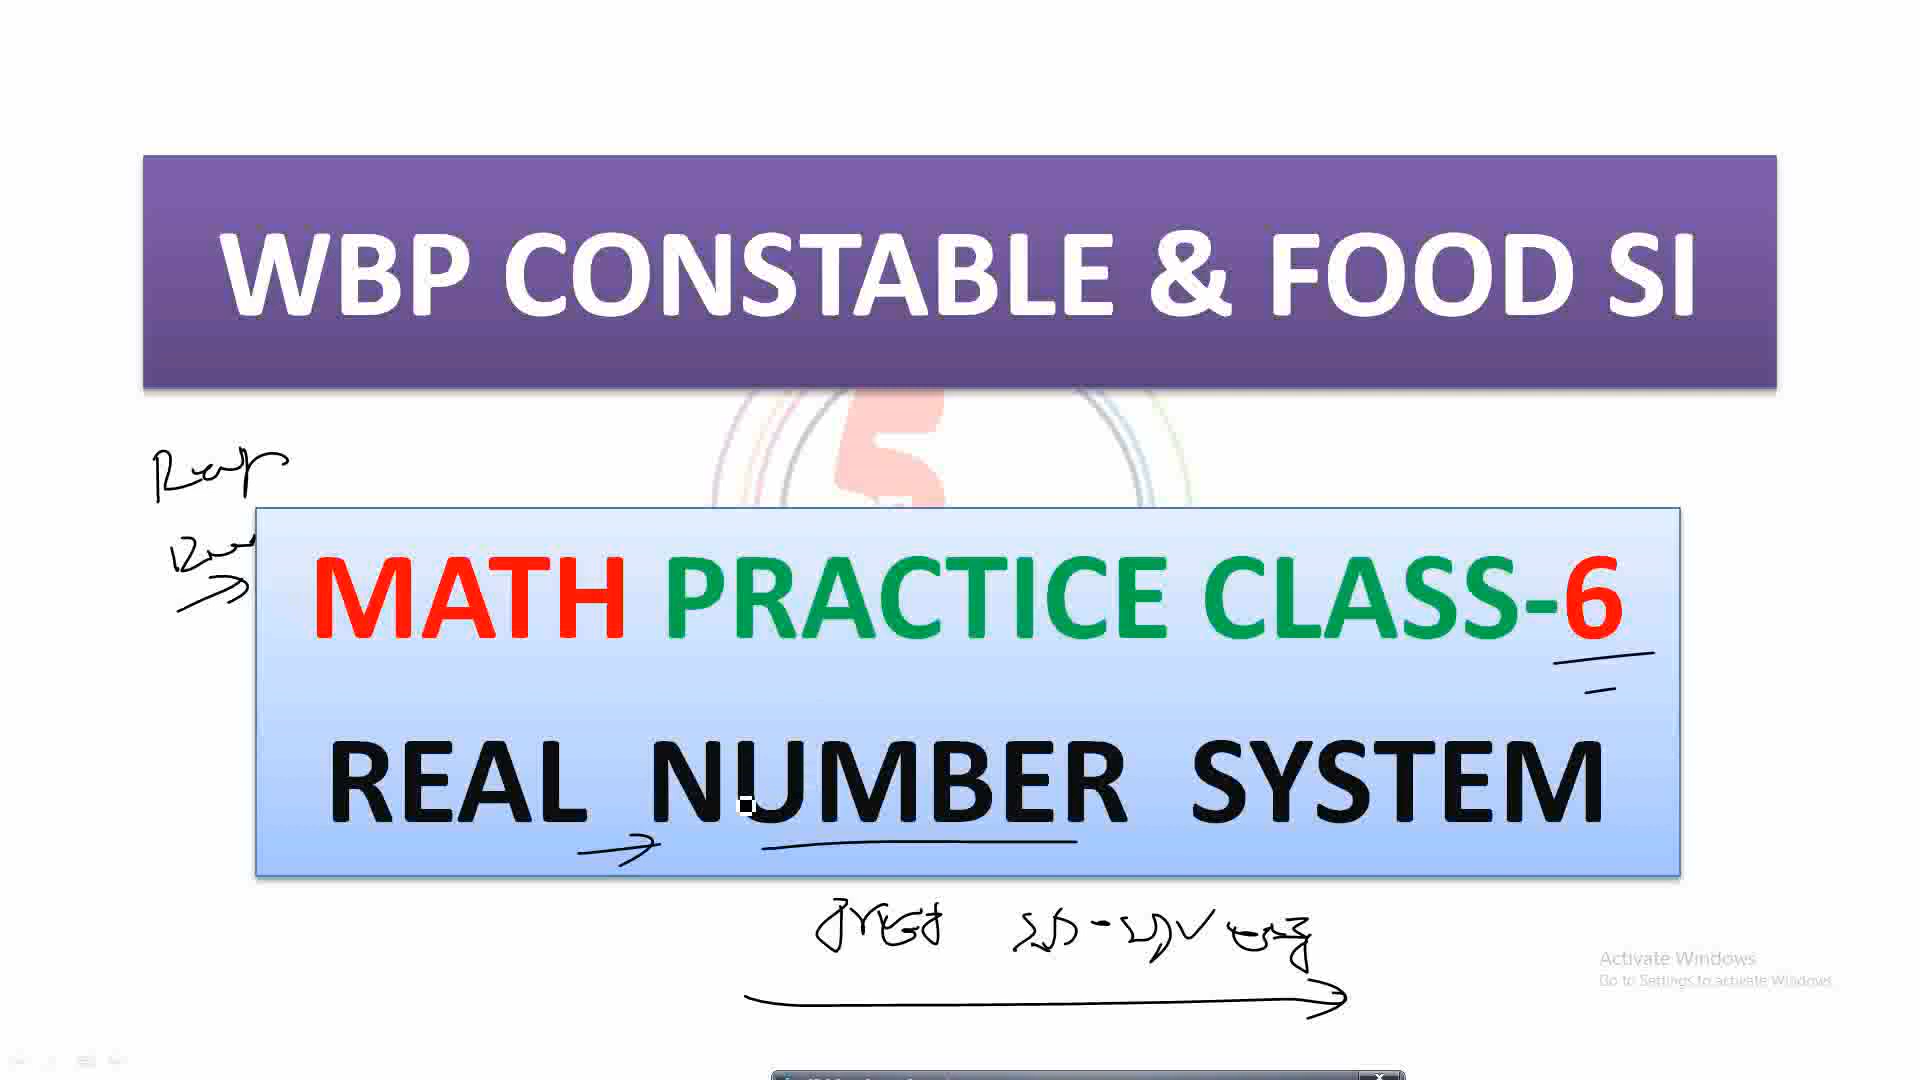 WBP CONSTABLE & FOOD SI
5
MATH PRACTICE CLASS-6
REAL NUMBER SYSTEM
Activate Windows
Go to Settings to activate Windows.